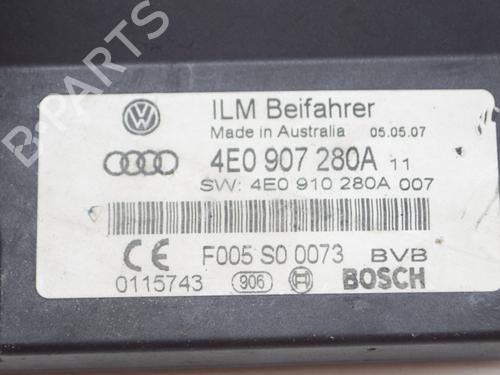 B-PARTS
ILM Beifahrer
Made in Australia 05.05.07
4E0 907 280A 11
SW: 4E0 910 280A 007
F005 S0 0073 BVB
0115743 906 BOSCH